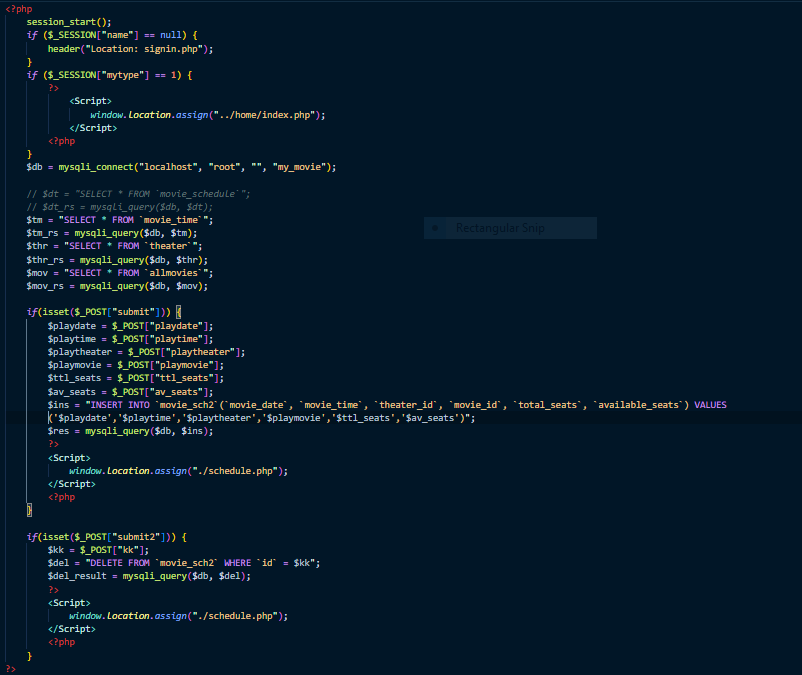 <?php
session_start();
if ($_SESSION["name"] == null) {
header("Location: signin.php");
}
if ($_SESSION["mytype"] == 1) {
?>
<Script>
window.location.assign("../home/index.php");
</Script>
<?php
}
$db = mysqli_connect("localhost", "root", "", "my_movie");
// $dt = "SELECT * FROM `movie_schedule`";
// $dt_rs = mysqli_query($db, $dt);
$tm = "SELECT * FROM `movie_time`";
$tm_rs = mysqli_query($db, $tm);
Rectangular Snip
$thr = "SELECT * FROM `theater`";
$thr_rs = mysqli_query($db, $thr);
$mov = "SELECT * FROM `allmovies`";
$mov_rs = mysqli_query($db, $mov);
if(isset($_POST["submit"])) {
$playdate = $_POST["playdate"];
$playtime = $_POST["playtime"];
$playtheater = $_POST["playtheater"];
$playmovie = $_POST["playmovie"];
$ttl_seats = $_POST["ttl_seats"];
$av_seats = $_POST["av_seats"];
$ins = "INSERT INTO `movie_sch2`(`movie_date`, `movie_time`, `theater_id`, `movie_id`, `total_seats`, `available_seats`) VALUES
('$playdate','$playtime','$playtheater','$playmovie','$ttl_seats','$av_seats')";
$res = mysqli_query($db, $ins);
?>
<Script>
window.location.assign("./schedule.php");
</Script>
<?php
}
if(isset($_POST["submit2"])) {
$kk = $_POST["kk"];
$del = "DELETE FROM `movie_sch2` WHERE `id` = $kk";
$del_result = mysqli_query($db, $del);
?>
<Script>
window.location.assign("./schedule.php");
</Script>
<?php
}
?>